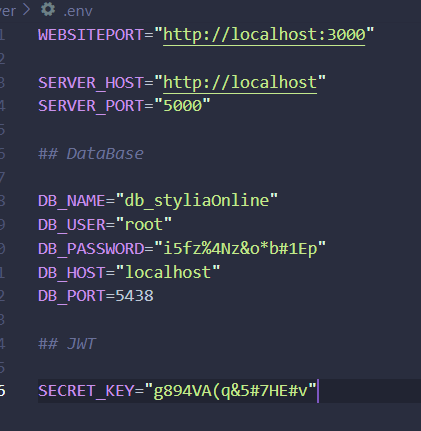 ver > .env
WEBSITEPORT="http://localhost:3000"
SERVER_HOST="http://localhost"
SERVER_PORT="5000"
## DataBase
DB_NAME="db_styliaOnline"
DB_USER="root"
DB_PASSWORD="i5fz%4Nz&o*b#1Ep"
DB_HOST="localhost"
DB_PORT=5438
## JWT
SECRET_KEY="g894VA(q&5#7HE#v"